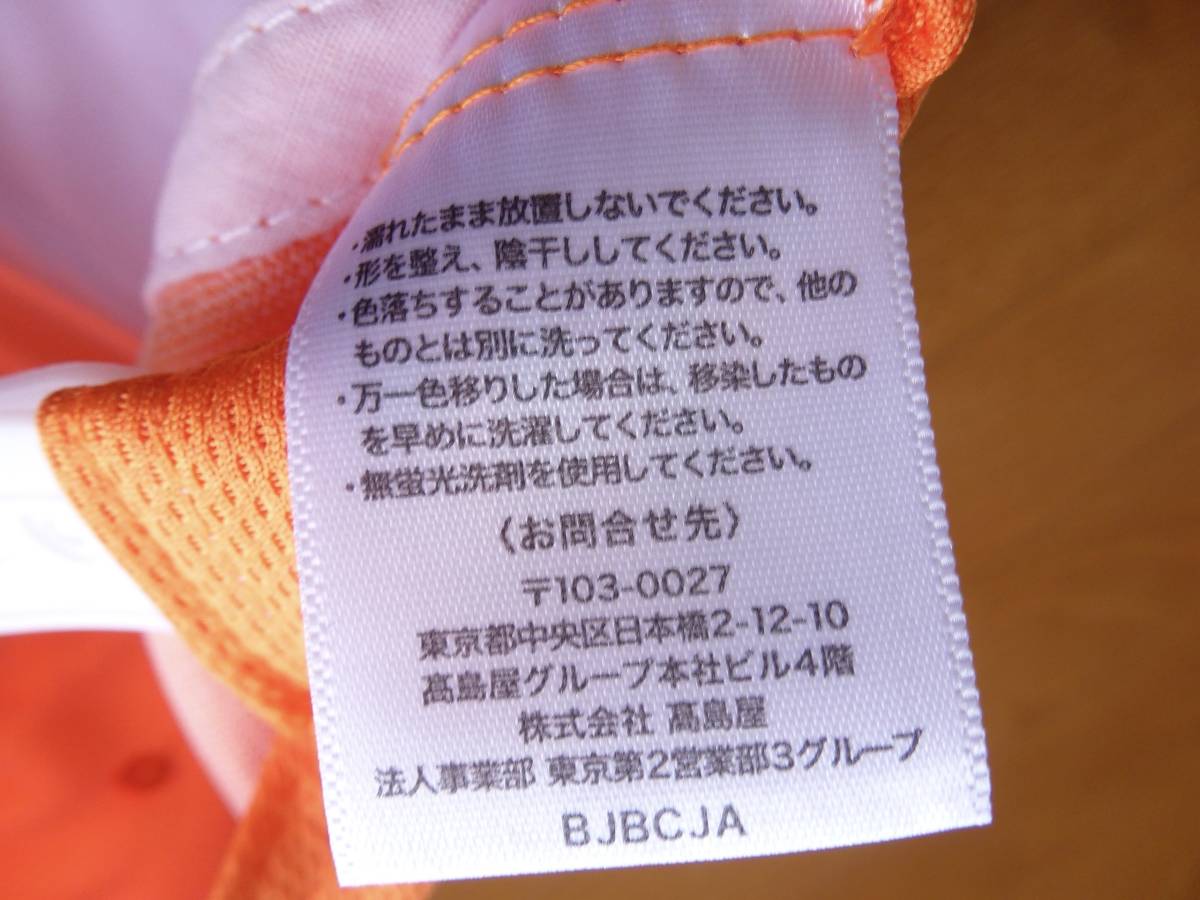 ・濡れたまま放置しないでください。
・形を整え、陰干ししてください。
・色落ちすることがありますので、他の
ものとは別に洗ってください。
・万一色移りした場合は、移染したもの
を早めに洗濯してください。
・無蛍光洗剤を使用してください。
〈お問合せ先〉
〒103-0027
東京都中央区日本橋2-12-10
髙島屋グループ本社ビル4階
株式会社 髙島屋
法人事業部 東京第2営業部3グループ
BJBCJA